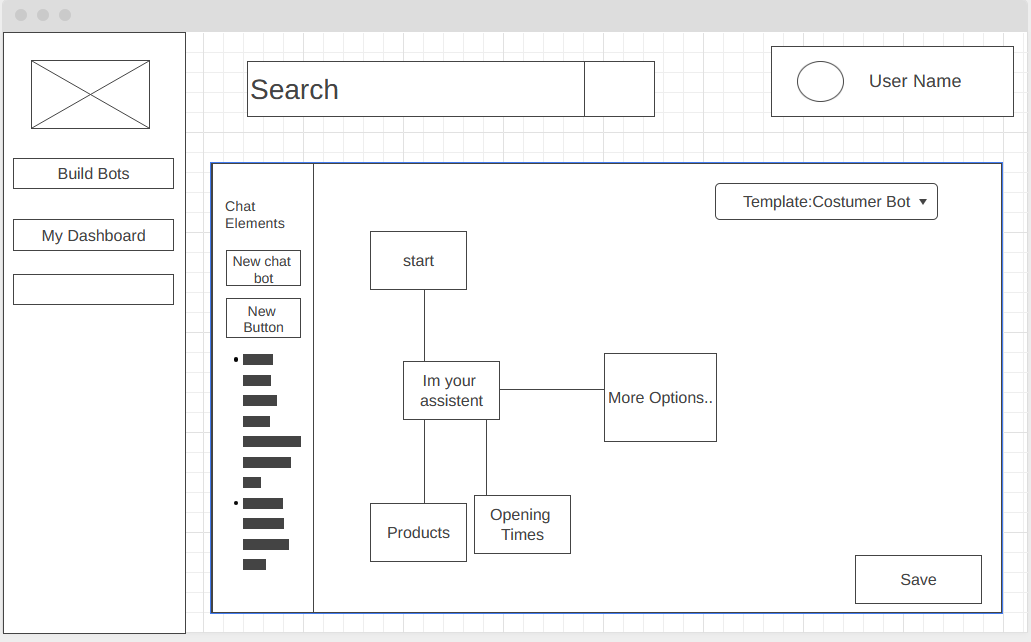 Search
User Name
Build Bots
My Dashboard
Chat
Elements
New chat
bot
New
Button
Template:Costumer Bot
start
Im your
assistent
More Options..
Products
Opening
Times
Save